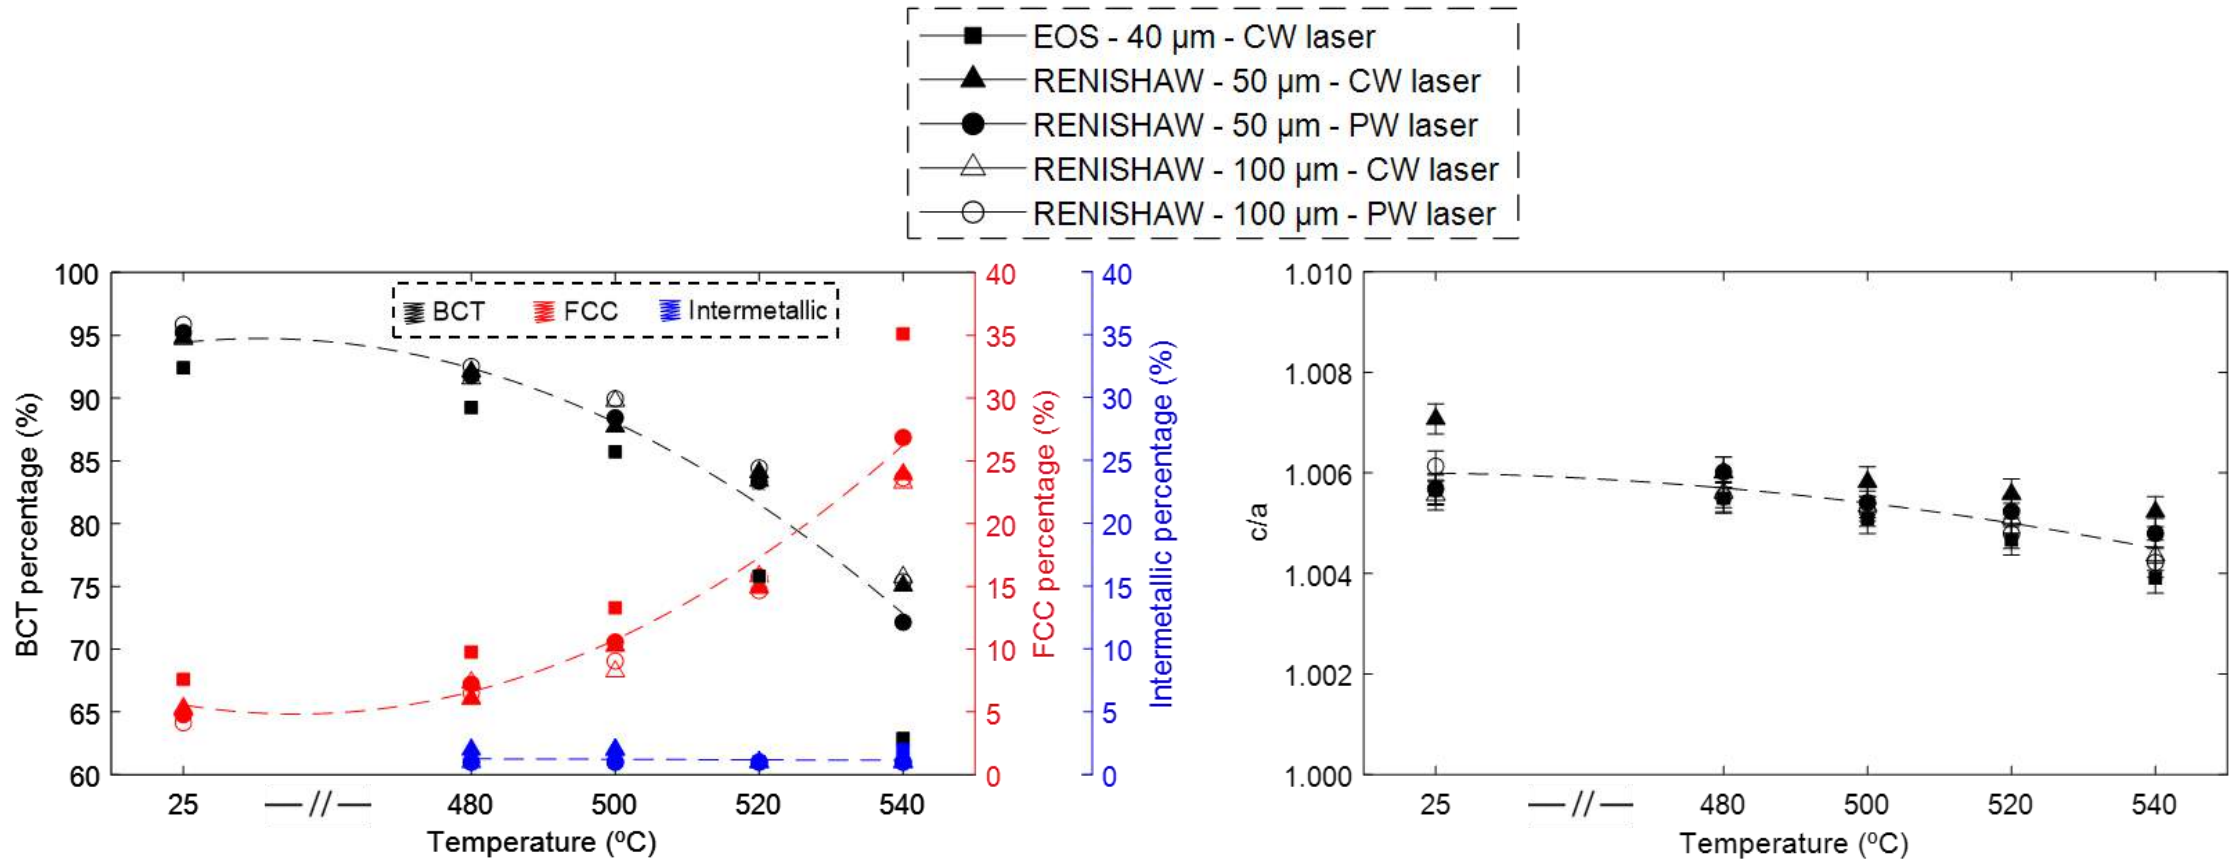 EOS - 40 µm - CW laser
RENISHAW - 50 µm - CW laser
RENISHAW - 50 µm - PW laser
RENISHAW - 100 µm - CW laser
RENISHAW - 100 µm - PW laser
BCT FCC Intermetallic
BCT percentage (%)
100
95
90
85
80
75
70
65
60
FCC percentage (%)
40
35
30
25
20
15
10
5
0
Intermetallic percentage (%)
40
35
30
25
20
15
10
5
0
25 — // — 480 500 520 540
Temperature (ºC)
c/a
1.010
1.008
1.006
1.004
1.002
1.000
25 — // — 480 500 520 540
Temperature (ºC)